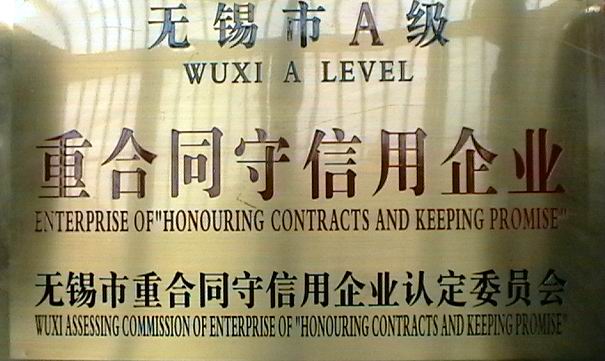 无锡市A级
WUXI A LEVEL
重合同守信用企业
ENTERPRISE OF"HONOURING CONTRACTS AND KEEPING PROMISE"
无锡市重合同守信用企业认定委员会
WUXI ASSESSING COMMISSION OF ENTERPRISE OF "HONOURING CONTRACTS AND KEEPING PROMISE"